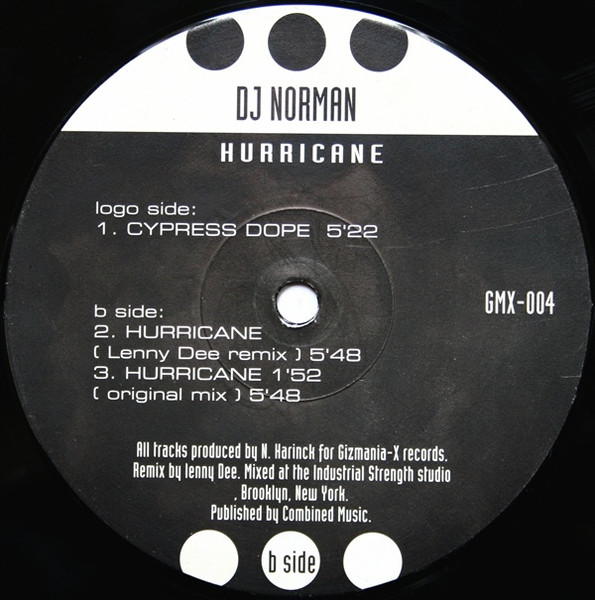 DJ NORMAN
HURRICANE
logo side:
1. CYPRESS DOPE 5'22
b side:
2. HURRICANE
( Lenny Dee remix ) 5'48
3. HURRICANE 1'52
( original mix ) 5'48
GMX-004
All tracks produced by N. Harinck for Gizmania-X records.
Remix by lenny Dee. Mixed at the Industrial Strength studio
, Brooklyn, New York.
Published by Combined Music.
b side